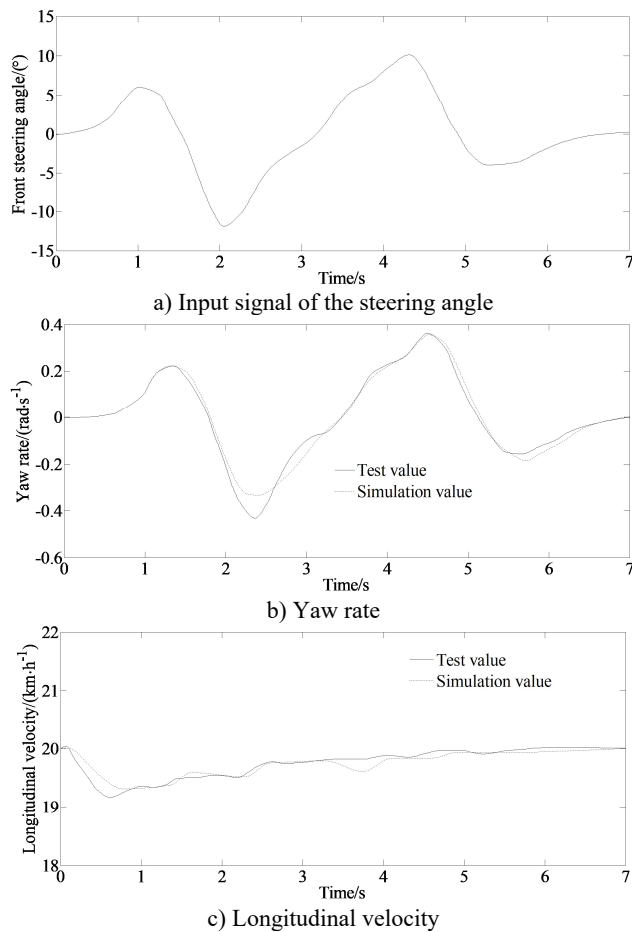 15
10
5
0
-5
-10
-15
Front steering angle/(°)
0 1 2 3 4 5 6 7
Time/s
a) Input signal of the steering angle
0.4
0.2
0
-0.2
-0.4
-0.6
Yaw rate/(rad·s⁻¹)
Test value
Simulation value
0 1 2 3 4 5 6 7
Time/s
b) Yaw rate
22
21
20
19
18
Longitudinal velocity/(km·h⁻¹)
Test value
Simulation value
0 1 2 3 4 5 6 7
Time/s
c) Longitudinal velocity